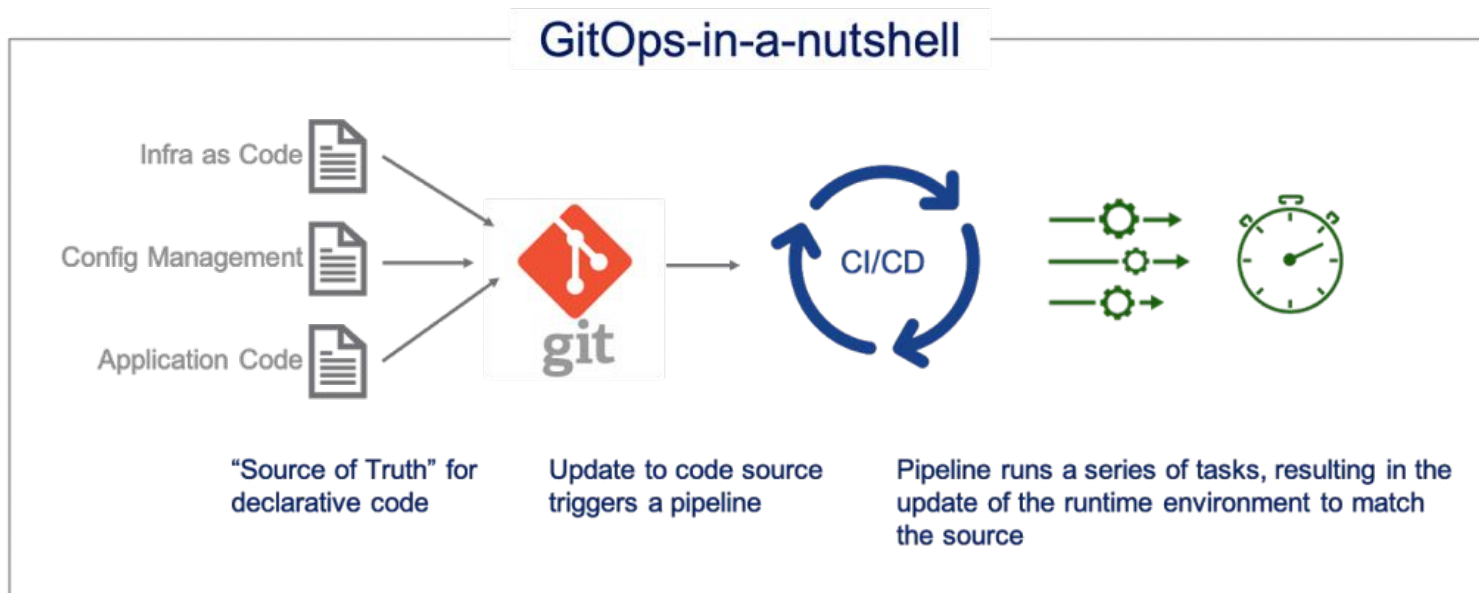 GitOps-in-a-nutshell
Infra as Code
Config Management
Application Code
git
CI/CD
“Source of Truth” for
declarative code
Update to code source
triggers a pipeline
Pipeline runs a series of tasks, resulting in the
update of the runtime environment to match
the source